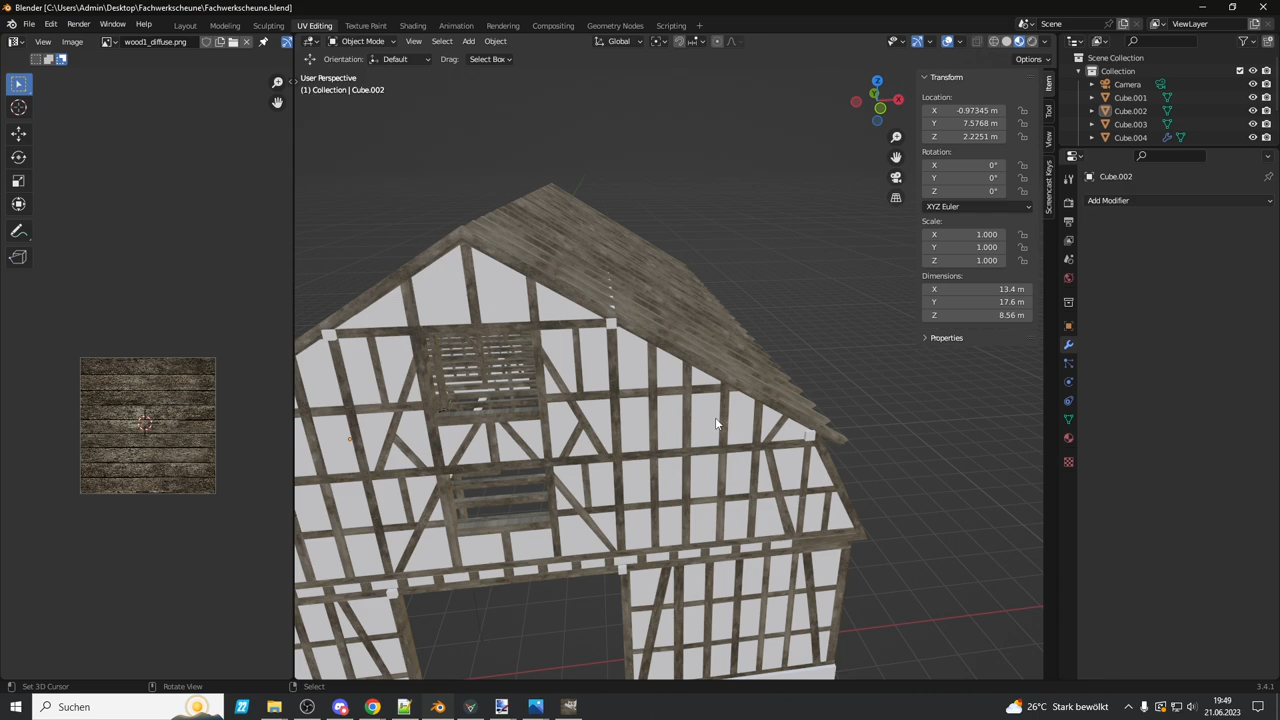 Blender [C:\Users\Admin\Desktop\Fachwerkscheune\Fachwerkscheune.blend]
File Edit Render Window Help Layout Modeling Sculpting UV Editing Texture Paint Shading Animation Rendering Compositing Geometry Nodes Scripting + Scene ViewLayer
View Image wood1_diffuse.png Object Mode View Select Add Object Global
Orientation: Default Drag: Select Box Options
User Perspective
(1) Collection | Cube.002
X
Y
Z
Transform
Location:
X -0.97345 m
Y 7.5768 m
Z 2.2251 m
Rotation:
X 0°
Y 0°
Z 0°
XYZ Euler
Scale:
X 1.000
Y 1.000
Z 1.000
Dimensions:
X 13.4 m
Y 17.6 m
Z 8.56 m
Properties
Item
Tool
View
Screencast Keys
Scene Collection
Collection
Camera
Cube.001
Cube.002
Cube.003
Cube.004
Cube.002
Add Modifier
Set 3D Cursor Rotate View Select 3.4.1
Suchen 26°C Stark bewölkt 19:49
21.06.2023